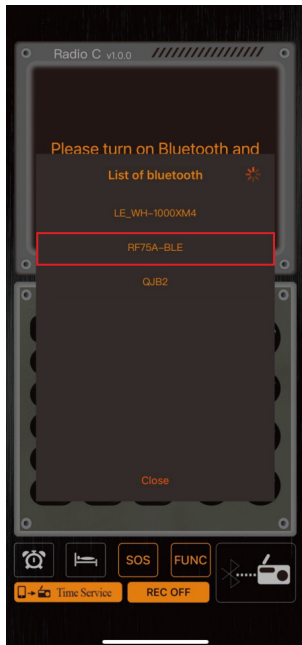 Radio C v1.0.0
Please turn on Bluetooth and
List of bluetooth
LE_WH-1000XM4
RF75A-BLE
QJB2
Close
SOS
FUNC
Time Service
REC OFF